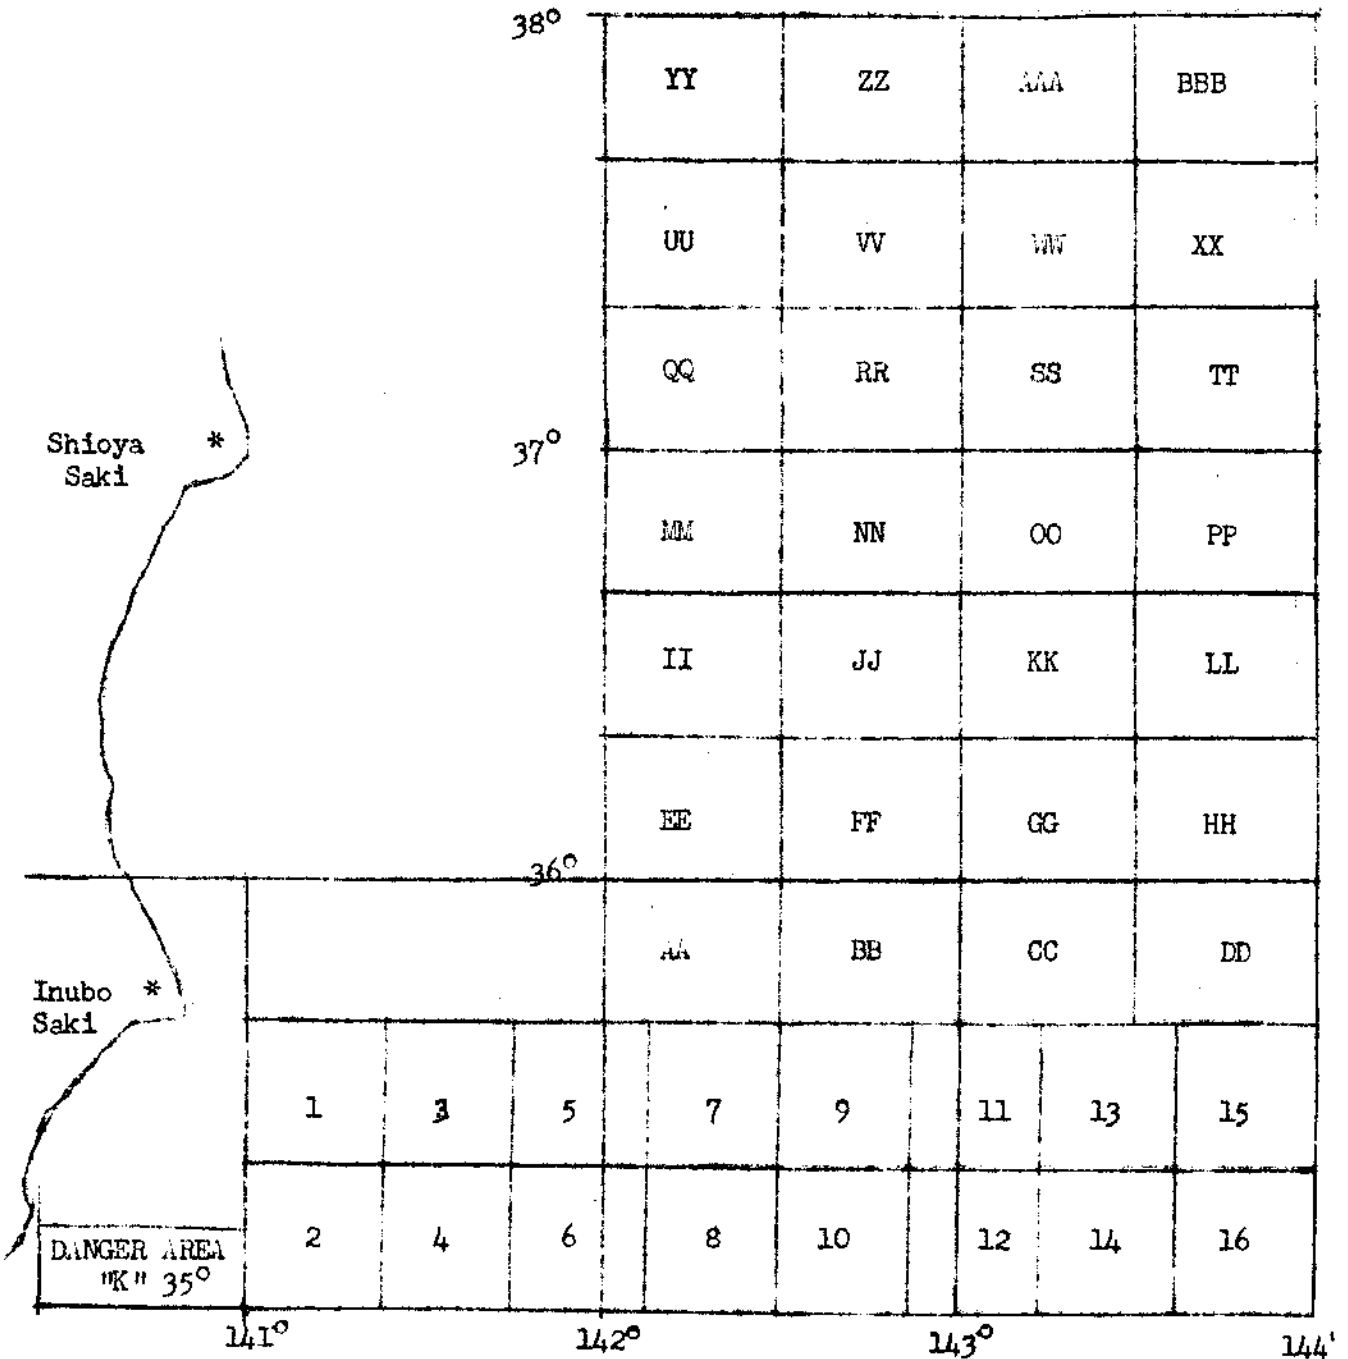 38°
YY ZZ AAA BBB
UU VV WW XX
QQ RR SS TT
Shioya
Saki
*
37°
MM NN OO PP
II JJ KK LL
EE FF GG HH
36°
AA BB CC DD
Inubo
Saki
*
1 3 5 7 9 11 13 15
2 4 6 8 10 12 14 16
DANGER AREA
"K" 35°
141° 142° 143° 144'